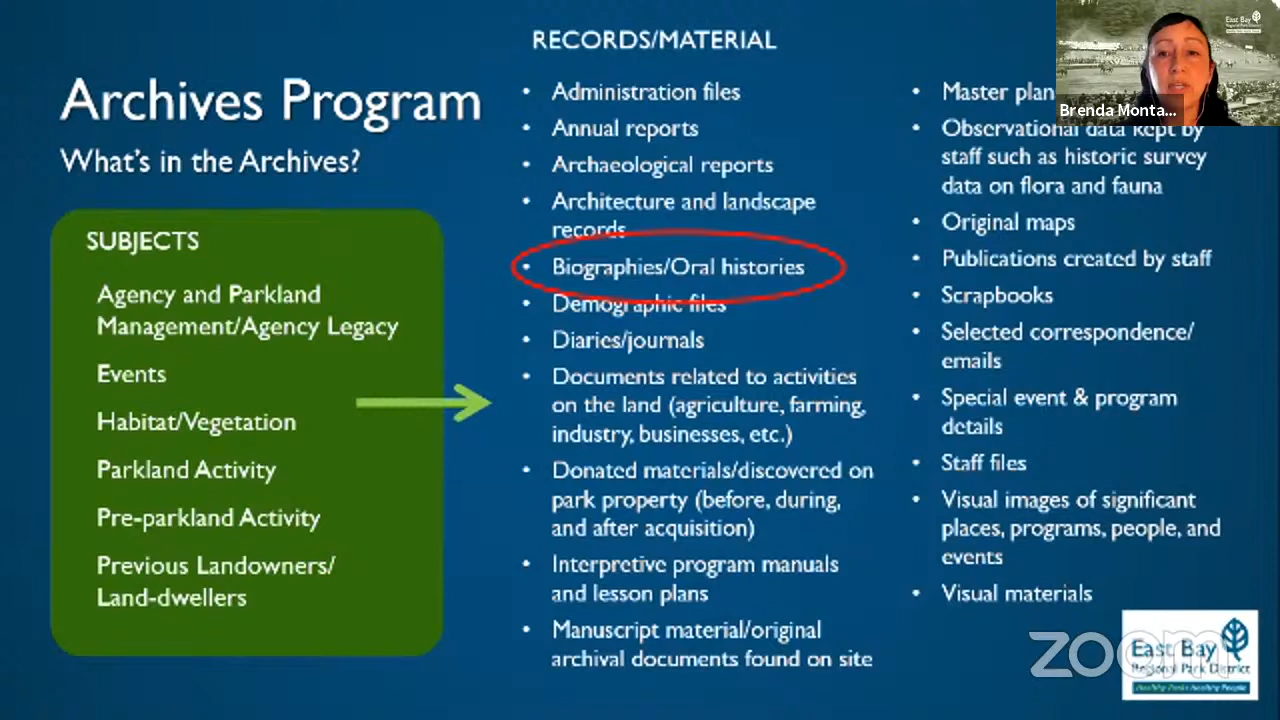 Archives Program
What's in the Archives?
SUBJECTS
Agency and Parkland
Management/Agency Legacy
Events
Habitat/Vegetation
Parkland Activity
Pre-parkland Activity
Previous Landowners/
Land-dwellers
RECORDS/MATERIAL
• Administration files
• Annual reports
• Archaeological reports
• Architecture and landscape
records
• Biographies/Oral histories
• Demographic files
• Diaries/journals
• Documents related to activities
on the land (agriculture, farming,
industry, businesses, etc.)
• Donated materials/discovered on
park property (before, during,
and after acquisition)
• Interpretive program manuals
and lesson plans
• Manuscript material/original
archival documents found on site
• Master plan
• Observational data kept by
staff such as historic survey
data on flora and fauna
• Original maps
• Publications created by staff
• Scrapbooks
• Selected correspondence/
emails
• Special event & program
details
• Staff files
• Visual images of significant
places, programs, people, and
events
• Visual materials
East Bay
Brenda Monta...
zoom
East Bay
Regional Park District
Healthy Parks Healthy People